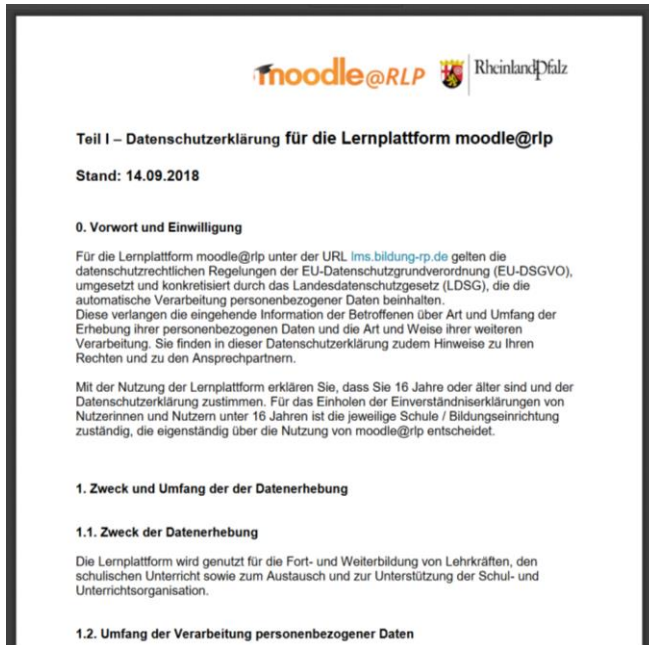 moodle@RLP RheinlandPfalz
Teil I – Datenschutzerklärung für die Lernplattform moodle@rlp
Stand: 14.09.2018
0. Vorwort und Einwilligung
Für die Lernplattform moodle@rlp unter der URL lms.bildung-rp.de gelten die
datenschutzrechtlichen Regelungen der EU-Datenschutzgrundverordnung (EU-DSGVO),
umgesetzt und konkretisiert durch das Landesdatenschutzgesetz (LDSG), die die
automatische Verarbeitung personenbezogener Daten beinhalten.
Diese verlangen die eingehende Information der Betroffenen über Art und Umfang der
Erhebung ihrer personenbezogenen Daten und die Art und Weise ihrer weiteren
Verarbeitung. Sie finden in dieser Datenschutzerklärung zudem Hinweise zu Ihren
Rechten und zu den Ansprechpartnern.
Mit der Nutzung der Lernplattform erklären Sie, dass Sie 16 Jahre oder älter sind und der
Datenschutzerklärung zustimmen. Für das Einholen der Einverständniserklärungen von
Nutzerinnen und Nutzern unter 16 Jahren ist die jeweilige Schule / Bildungseinrichtung
zuständig, die eigenständig über die Nutzung von moodle@rlp entscheidet.
1. Zweck und Umfang der der Datenerhebung
1.1. Zweck der Datenerhebung
Die Lernplattform wird genutzt für die Fort- und Weiterbildung von Lehrkräften, den
schulischen Unterricht sowie zum Austausch und zur Unterstützung der Schul- und
Unterrichtsorganisation.
1.2. Umfang der Verarbeitung personenbezogener Daten